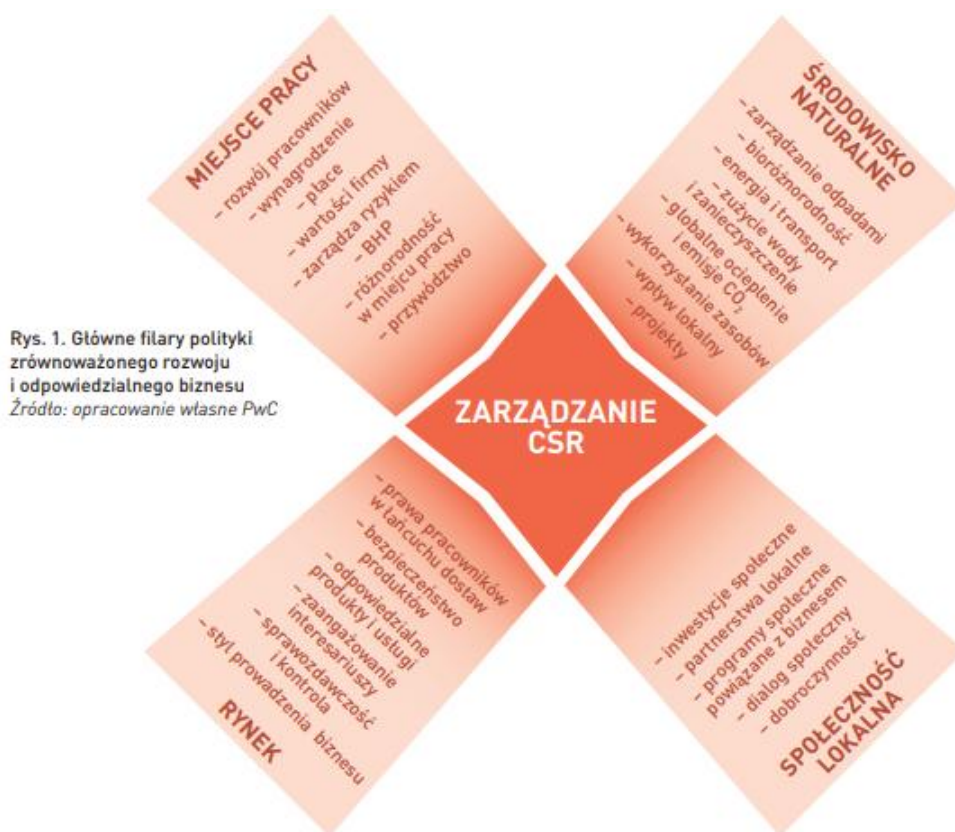 MIEJSCE PRACY
– rozwój pracowników
– wynagrodzenie
– płace
– wartości firmy
– zarządza ryzykiem
– BHP
– różnorodność
w miejcu pracy
– przywództwo
ŚRODOWISKO
NATURALNE
– zarządzanie odpadami
– bioróżnorodność
– energia i transport
– zużycie wody
i zanieczyszczenie
– globalne ocieplenie
i emisje CO₂
– wykorzystanie zasobów
– wpływ lokalny
– projekty
Rys. 1. Główne filary polityki
zrównoważonego rozwoju
i odpowiedzialnego biznesu
Źródło: opracowanie własne PwC
ZARZĄDZANIE
CSR
– prawa pracowników
w łańcuchu dostaw
– bezpieczeństwo
produktów
– odpowiedzialne
produkty i usługi
– zaangażowanie
interesariuszy
– sprawozdawczość
i kontrola
– styl prowadzenia biznesu
RYNEK
– inwestycje społeczne
– partnerstwa lokalne
– programy społeczne
powiązane z biznesem
– dialog społeczny
– dobroczynność
SPOŁECZNOŚĆ
LOKALNA